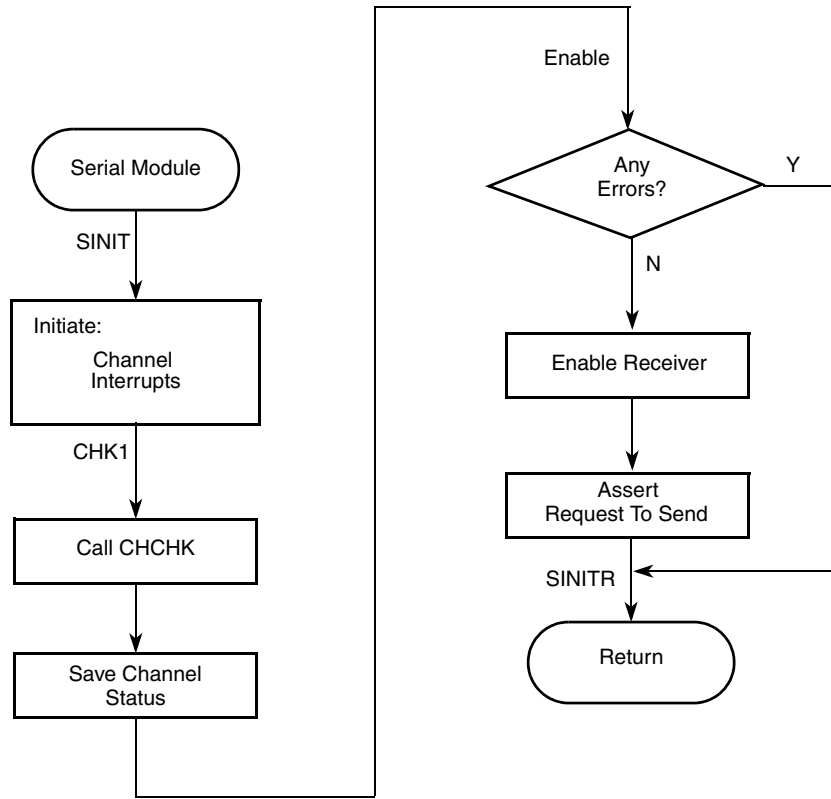 Serial Module
SINIT
Initiate:
Channel
Interrupts
CHK1
Call CHCHK
Save Channel
Status
Enable
Any
Errors?
Y
N
Enable Receiver
Assert
Request To Send
SINITR
Return